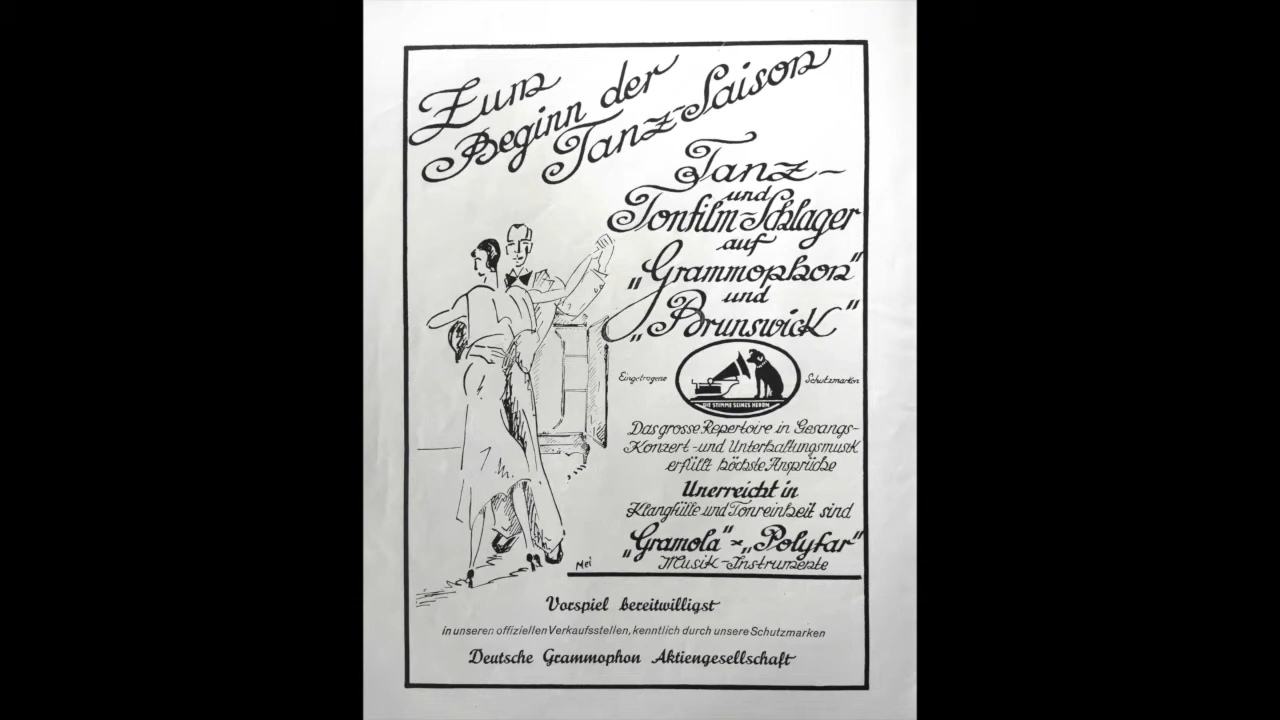 Zum
Beginn der
Tanz-Saison
Tanz-
und
Tonfilm-Schlager
auf
„Grammophon"
und
„Brunswick"
Eingetragene
Schutzmarken
DIE STIMME SEINES HERRN
Das grosse Repertoire in Gesangs-
Konzert- und Unterhaltungsmusik
erfüllt höchste Ansprüche
Unerreicht in
Klangfülle und Tonreinheit sind
„Gramola" - „Polyfar"
Musik-Instrumente
Mei
Vorspiel bereitwilligst
in unseren offiziellen Verkaufsstellen, kenntlich durch unsere Schutzmarken
Deutsche Grammophon Aktiengesellschaft